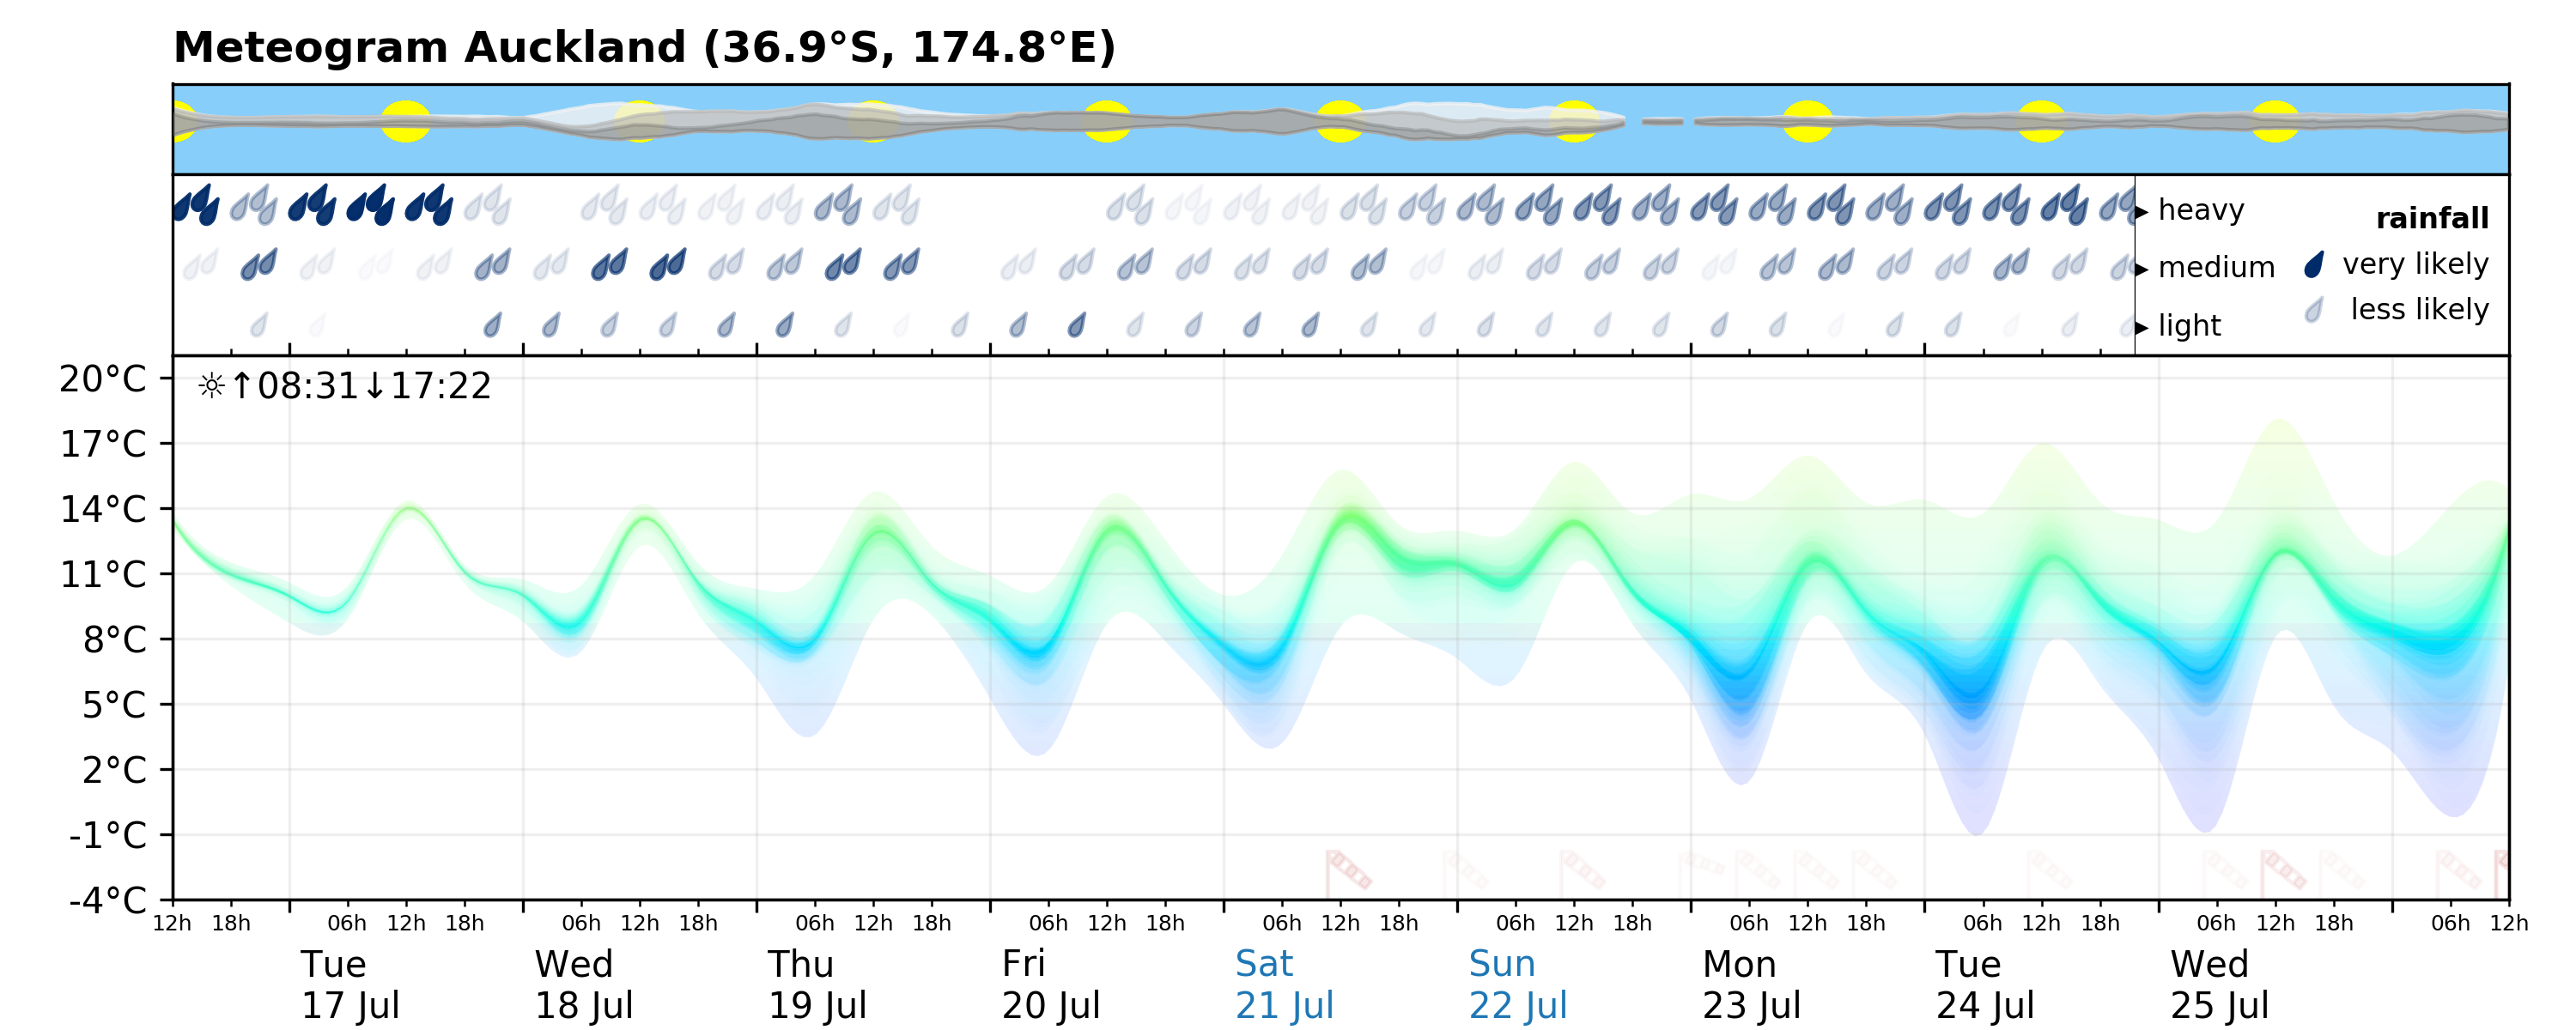 Meteogram Auckland (36.9°S, 174.8°E)
heavy
rainfall
medium
very likely
less likely
light
☼↑08:31↓17:22
20°C
17°C
14°C
11°C
8°C
5°C
2°C
-1°C
-4°C
12h 18h 06h 12h 18h 06h 12h 18h 06h 12h 18h 06h 12h 18h 06h 12h 18h 06h 12h 18h 06h 12h 18h 06h 12h 18h 06h 12h 18h 06h 12h
Tue Wed Thu Fri Sat Sun Mon Tue Wed
17 Jul 18 Jul 19 Jul 20 Jul 21 Jul 22 Jul 23 Jul 24 Jul 25 Jul